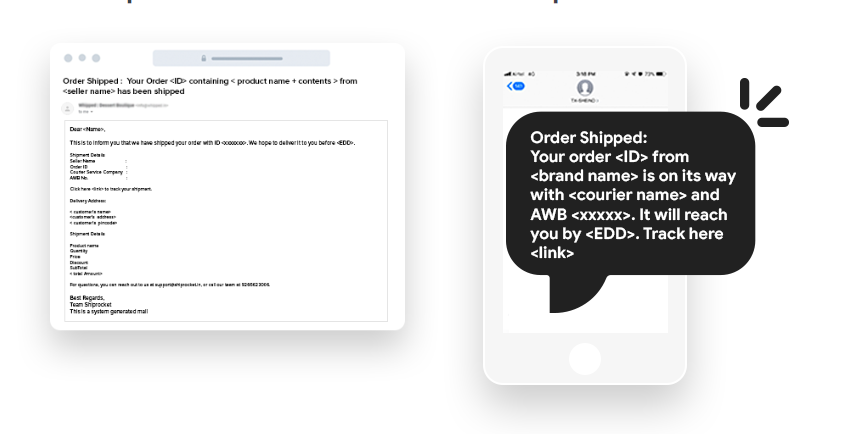 Order Shipped : Your Order <ID> containing < product name + contents > from
<seller name> has been shipped
Dear <Name>,
This is to inform you that we have shipped your order with ID <xxxxxx>. We hope to deliver it to you before <EDD>.
Shipment Details
Seller Name :
Order ID :
Courier Service Company :
AWB No. :
Click here <link> to track your shipment.
Delivery Address:
< customer's name>
<customer's address>
< customer's pincode>
Shipment Details
Product name
Quantity
Price
Discount
SubTotal
< total Amount>
For questions, you can reach out to us at support@shiprocket.in, or call our team at
Best Regards,
Team Shiprocket
This is a system generated mail
3:16 PM
Order Shipped:
Your order <ID> from
<brand name> is on its way
with <courier name> and
AWB <xxxxx>. It will reach
you by <EDD>. Track here
<link>